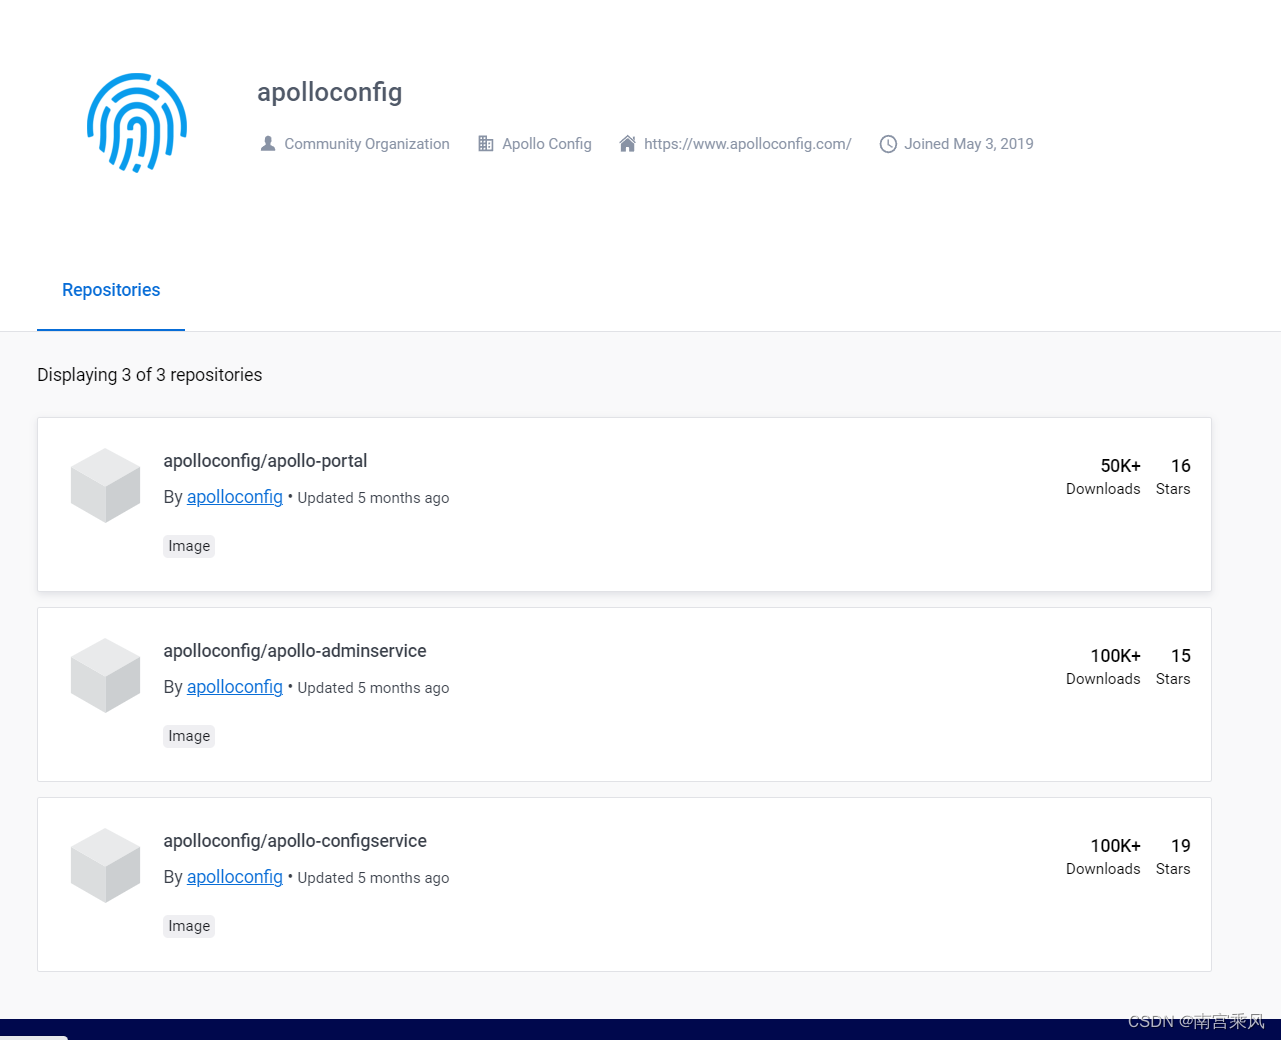 apolloconfig
Community Organization Apollo Config https://www.apolloconfig.com/ Joined May 3, 2019
Repositories
Displaying 3 of 3 repositories
apolloconfig/apollo-portal
50K+ 16
Downloads Stars
By apolloconfig • Updated 5 months ago
Image
apolloconfig/apollo-adminservice
100K+ 15
Downloads Stars
By apolloconfig • Updated 5 months ago
Image
apolloconfig/apollo-configservice
100K+ 19
Downloads Stars
By apolloconfig • Updated 5 months ago
Image
CSDN @南宫乘风